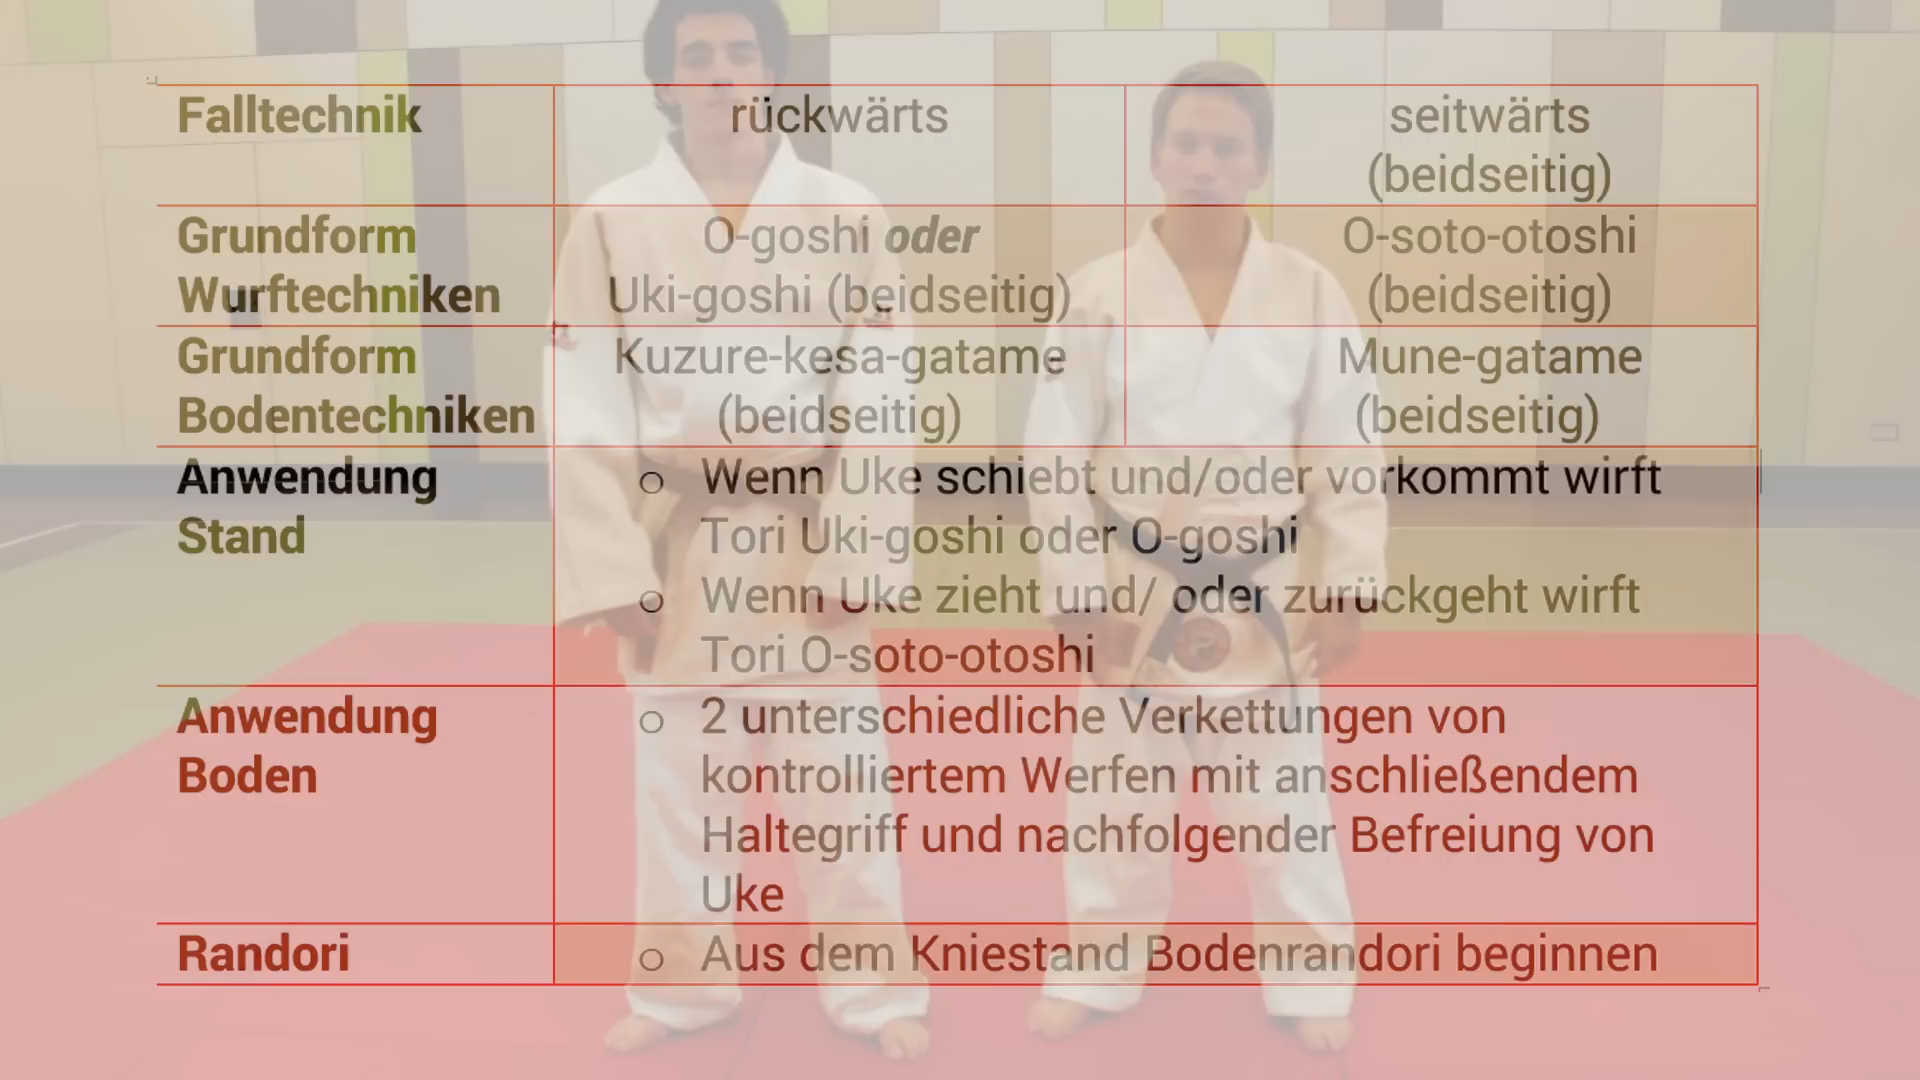 Falltechnik
rückwärts
seitwärts
(beidseitig)
Grundform
Wurftechniken
O-goshi oder
Uki-goshi (beidseitig)
O-soto-otoshi
(beidseitig)
Grundform
Bodentechniken
Kuzure-kesa-gatame
(beidseitig)
Mune-gatame
(beidseitig)
Anwendung
Stand
o Wenn Uke schiebt und/oder vorkommt wirft
Tori Uki-goshi oder O-goshi
o Wenn Uke zieht und/ oder zurückgeht wirft
Tori O-soto-otoshi
Anwendung
Boden
o 2 unterschiedliche Verkettungen von
kontrolliertem Werfen mit anschließendem
Haltegriff und nachfolgender Befreiung von
Uke
Randori
o Aus dem Kniestand Bodenrandori beginnen